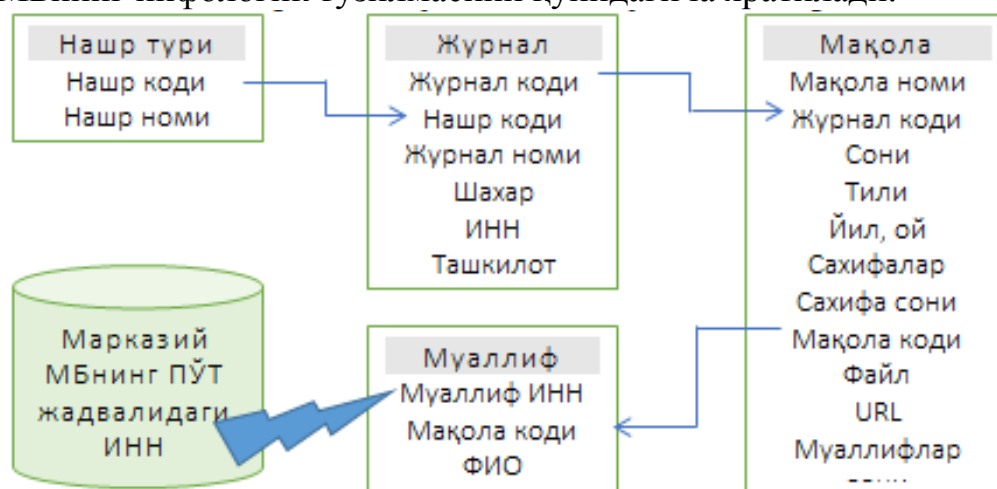 Нашр тури
Нашр коди
Нашр номи
Журнал
Журнал коди
Нашр коди
Журнал номи
Шахар
ИНН
Ташкилот
Мақола
Мақола номи
Журнал коди
Сони
Тили
Йил, ой
Сахифалар
Сахифа сони
Мақола коди
Файл
URL
Муаллифлар
Марказий
МБнинг ПЎТ
жадвалидаги
ИНН
Муаллиф
Муаллиф ИНН
Мақола коди
ФИО